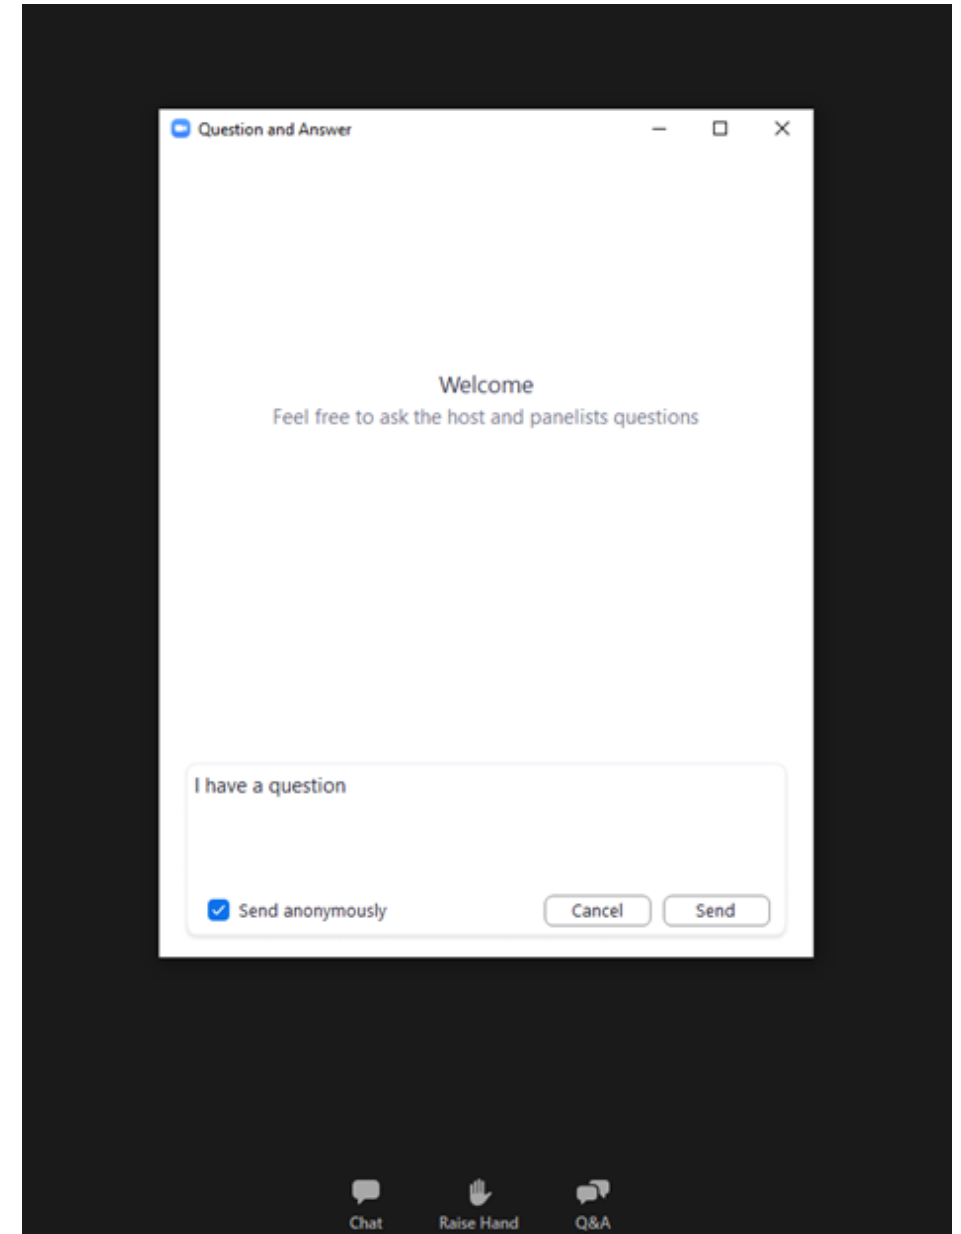 Question and Answer
Welcome
Feel free to ask the host and panelists questions
I have a question
Send anonymously Cancel Send
Chat Raise Hand Q&A